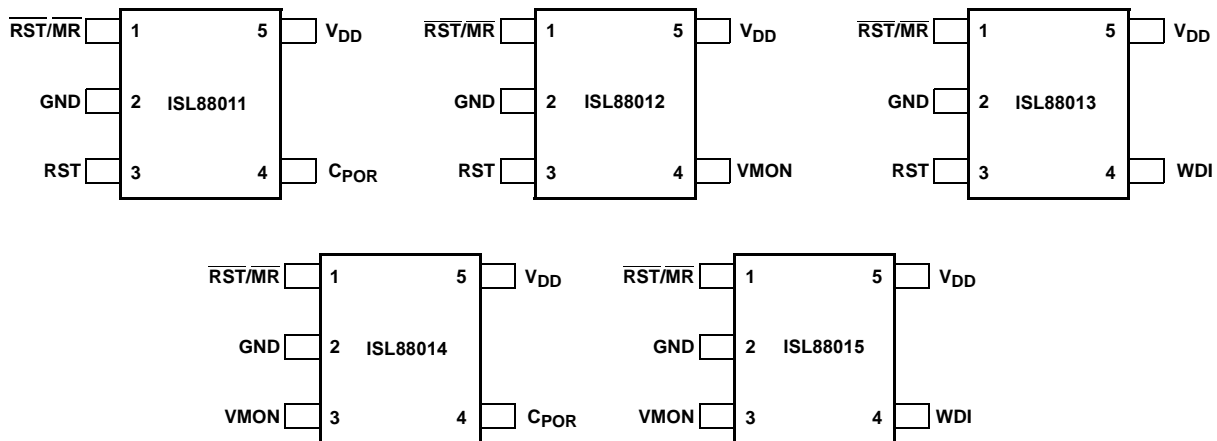 RST/MR 1 5 VDD
GND 2 ISL88011
RST 3 4 CPOR
RST/MR 1 5 VDD
GND 2 ISL88012
RST 3 4 VMON
RST/MR 1 5 VDD
GND 2 ISL88013
RST 3 4 WDI
RST/MR 1 5 VDD
GND 2 ISL88014
VMON 3 4 CPOR
RST/MR 1 5 VDD
GND 2 ISL88015
VMON 3 4 WDI